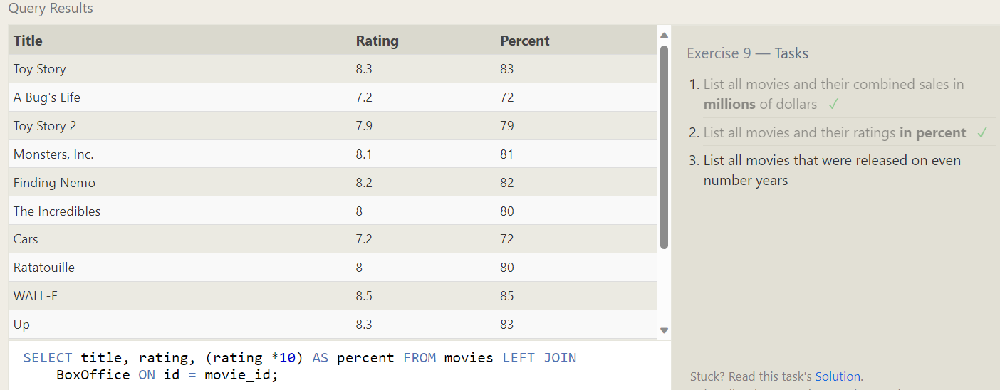 Query Results
Title Rating Percent
Toy Story 8.3 83
A Bug's Life 7.2 72
Toy Story 2 7.9 79
Monsters, Inc. 8.1 81
Finding Nemo 8.2 82
The Incredibles 8 80
Cars 7.2 72
Ratatouille 8 80
WALL-E 8.5 85
Up 8.3 83
SELECT title, rating, (rating *10) AS percent FROM movies LEFT JOIN
BoxOffice ON id = movie_id;
Exercise 9 — Tasks
1. List all movies and their combined sales in
millions of dollars ✓
2. List all movies and their ratings in percent ✓
3. List all movies that were released on even
number years
Stuck? Read this task's Solution.